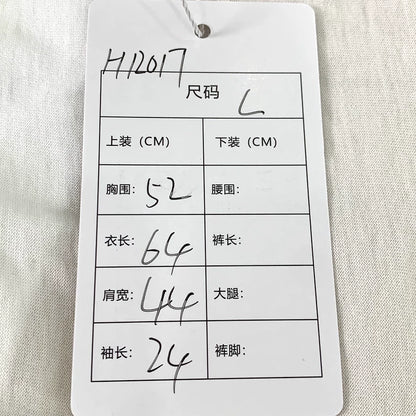 H12017
尺码 L
上装（CM） 下装（CM）
胸围：52 腰围：
衣长：64 裤长：
肩宽：44 大腿：
袖长：24 裤脚：